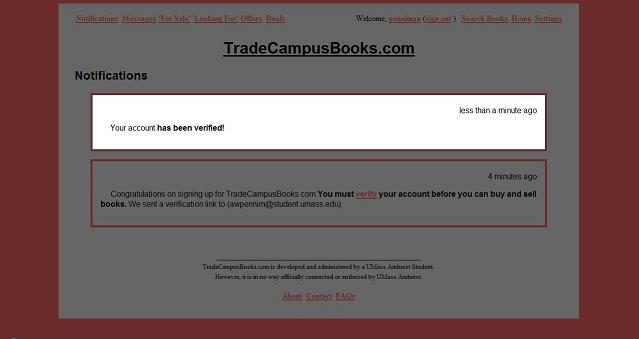 Notifications Messages 'For Sale' 'Looking For' Offers Deals Welcome, penniman (sign out ) Search Books Home Settings
TradeCampusBooks.com
Notifications
less than a minute ago
Your account has been verified!
4 minutes ago
Congratulations on signing up for TradeCampusBooks.com You must verify your account before you can buy and sell
books. We sent a verification link to (awpennim@student.umass.edu).
TradeCampusBooks.com is developed and administered by a UMass Amherst Student.
However, it is in no way officially connected or endorsed by UMass Amherst.
About Contact FAQs